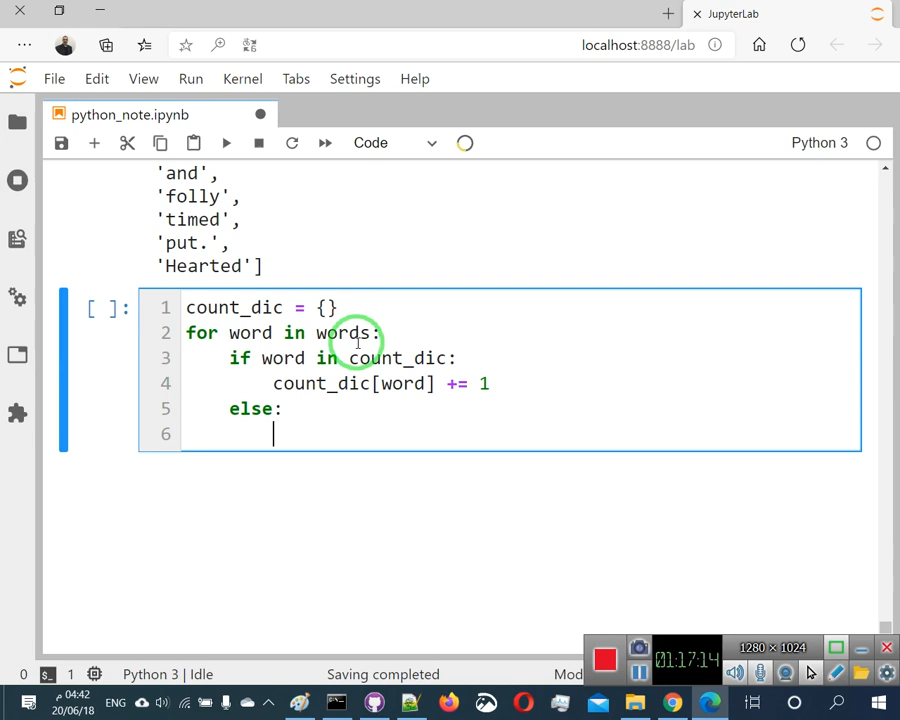 JupyterLab
localhost:8888/lab
File Edit View Run Kernel Tabs Settings Help
python_note.ipynb
Code
Python 3
'and',
'folly',
'timed',
'put.',
'Hearted']
[ ]:
1 count_dic = {}
2 for word in words:
3 if word in count_dic:
4 count_dic[word] += 1
5 else:
6
0 $_ 1 Python 3 | Idle Saving completed Mod
1280 × 1024
01:17:14
04:42 م
ENG
20/06/18